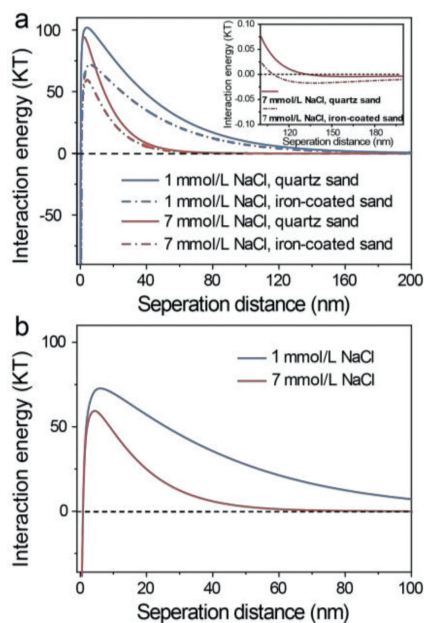 a
Interaction energy (KT)
100
50
0
-50
0 40 80 120 160 200
Seperation distance (nm)
1 mmol/L NaCl, quartz sand
1 mmol/L NaCl, iron-coated sand
7 mmol/L NaCl, quartz sand
7 mmol/L NaCl, iron-coated sand
Interaction energy (KT)
0.10
0.05
0.00
-0.05
-0.10
7 mmol/L NaCl, quartz sand
7 mmol/L NaCl, iron-coated sand
120 160 200
Seperation distance (nm)
b
Interaction energy (KT)
100
50
0
0 20 40 60 80 100
Seperation distance (nm)
1 mmol/L NaCl
7 mmol/L NaCl